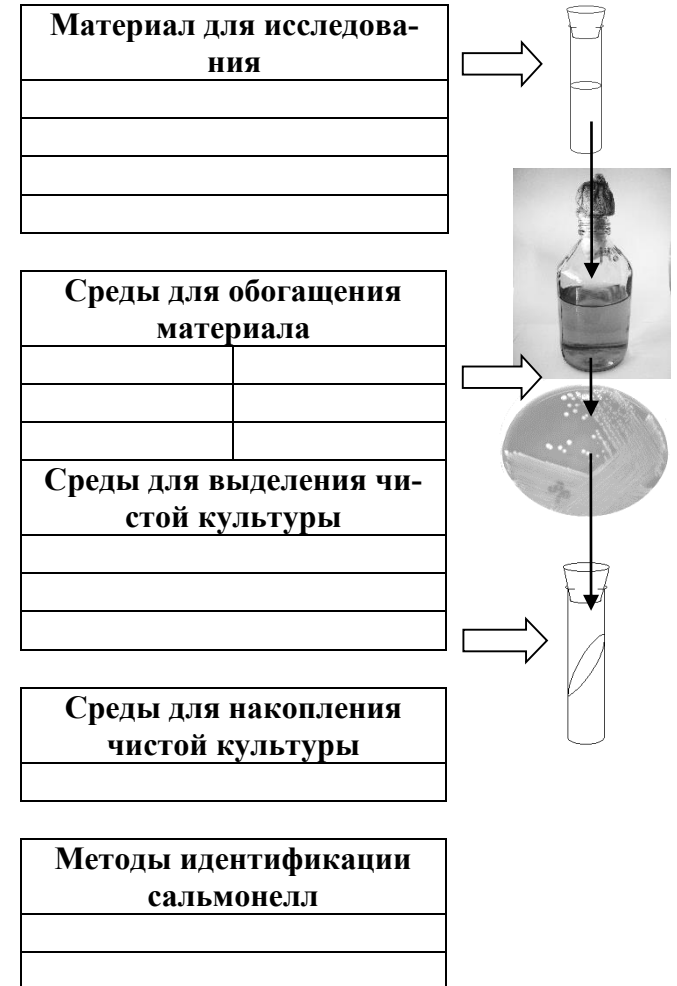 Материал для исследова-
ния
Среды для обогащения
материала
Среды для выделения чи-
стой культуры
Среды для накопления
чистой культуры
Методы идентификации
сальмонелл